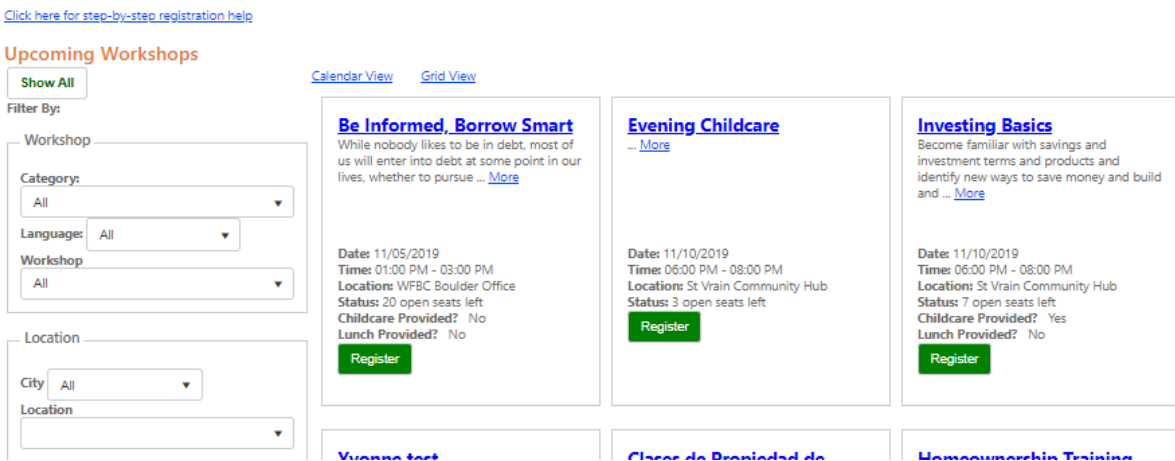 Click here for step-by-step registration help
Upcoming Workshops
Show All
Calendar View Grid View
Filter By:
Workshop
Category:
All
Language: All
Workshop
All
Location
City All
Location
Be Informed, Borrow Smart
While nobody likes to be in debt, most of
us will enter into debt at some point in our
lives, whether to pursue ... More
Date: 11/05/2019
Time: 01:00 PM - 03:00 PM
Location: WFBC Boulder Office
Status: 20 open seats left
Childcare Provided? No
Lunch Provided? No
Register
Evening Childcare
... More
Date: 11/10/2019
Time: 06:00 PM - 08:00 PM
Location: St Vrain Community Hub
Status: 3 open seats left
Register
Investing Basics
Become familiar with savings and
investment terms and products and
identify new ways to save money and build
and ... More
Date: 11/10/2019
Time: 06:00 PM - 08:00 PM
Location: St Vrain Community Hub
Status: 7 open seats left
Childcare Provided? Yes
Lunch Provided? No
Register
Yvonne test
Clases de Propiedad de
Homeownership Training